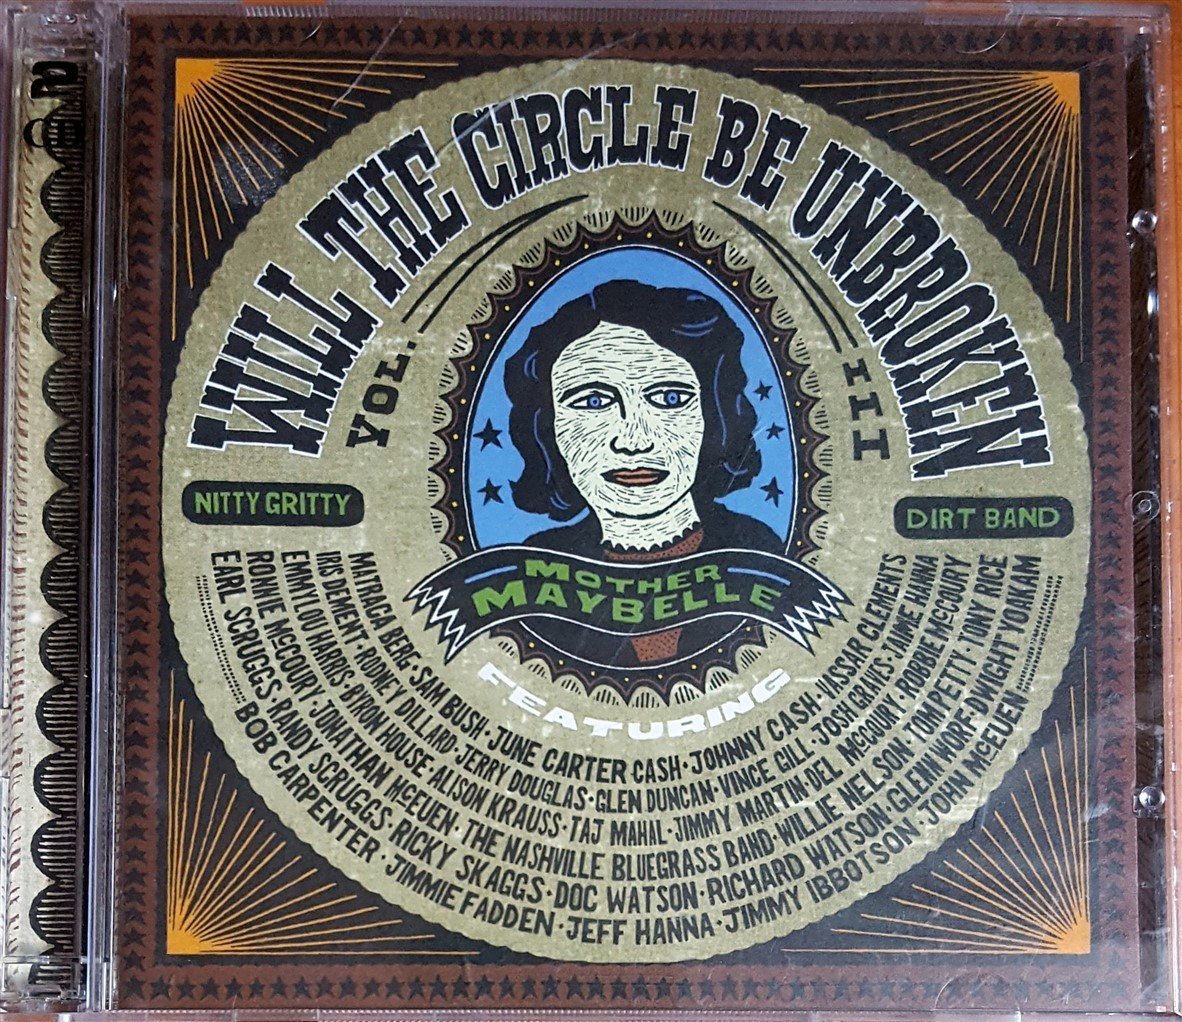 WILL THE CIRCLE BE UNBROKEN
VOL. III
NITTY GRITTY
DIRT BAND
MOTHER
MAYBELLE
FEATURING
MATRACA BERG · SAM BUSH · JUNE CARTER CASH · JOHNNY CASH · VASSAR CLEMENTS
IRIS DEMENT · RODNEY DILLARD · JERRY DOUGLAS · GLEN DUNCAN · VINCE GILL · JOSH GRAVES · JAIME HANNA
EMMYLOU HARRIS · BYRON HOUSE · ALISON KRAUSS · TAJ MAHAL · JIMMY MARTIN · DEL McCOURY · ROBBIE McCOURY
RONNIE McCOURY · JONATHAN McEUEN · THE NASHVILLE BLUEGRASS BAND · WILLIE NELSON · TOM PETTY · TONY RICE
EARL SCRUGGS · RANDY SCRUGGS · RICKY SKAGGS · DOC WATSON · RICHARD WATSON · GLENN WORF · DWIGHT YOAKAM
BOB CARPENTER · JIMMIE FADDEN · JEFF HANNA · JIMMY IBBOTSON · JOHN McEUEN